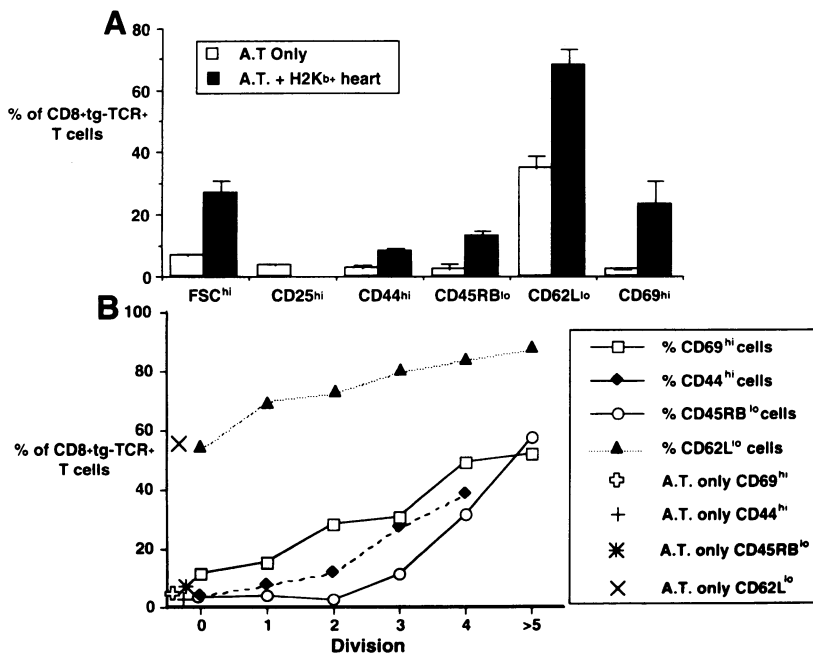 A
80
60
40
20
0
% of CD8+tg-TCR+
T cells
A.T Only
A.T. + H2Kb+ heart
FSChi
CD25hi
CD44hi
CD45RBlo
CD62Llo
CD69hi
B
100
80
60
40
20
0
% of CD8+tg-TCR+
T cells
0
1
2
3
4
>5
Division
% CD69hi cells
% CD44hi cells
% CD45RBlo cells
% CD62Llo cells
A.T. only CD69hi
A.T. only CD44hi
A.T. only CD45RBlo
A.T. only CD62Llo